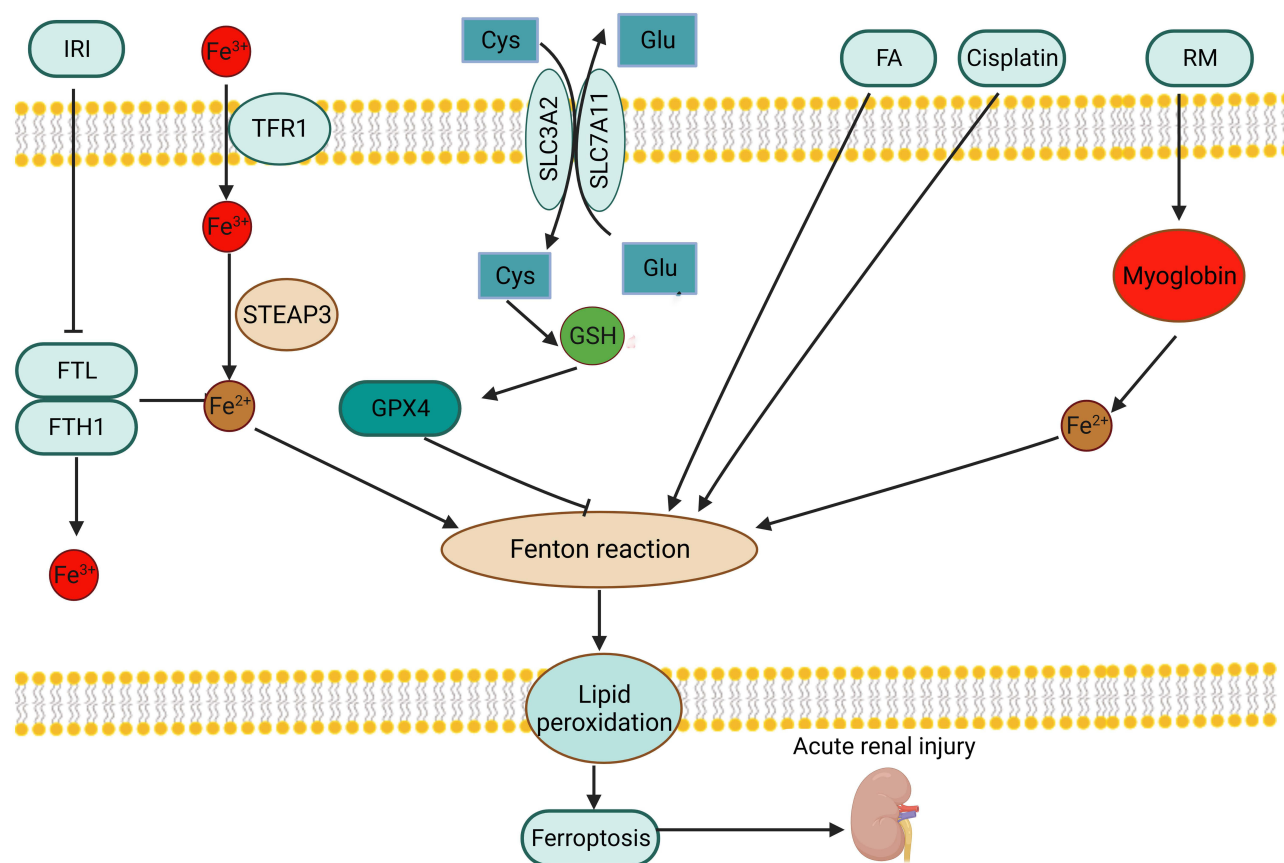 IRI
Fe³⁺
Cys
Glu
FA
Cisplatin
RM
TFR1
SLC3A2
SLC7A11
Fe³⁺
Cys
Glu
Myoglobin
STEAP3
GSH
FTL
FTH1
Fe²⁺
GPX4
Fe²⁺
Fenton reaction
Fe³⁺
Lipid
peroxidation
Acute renal injury
Ferroptosis